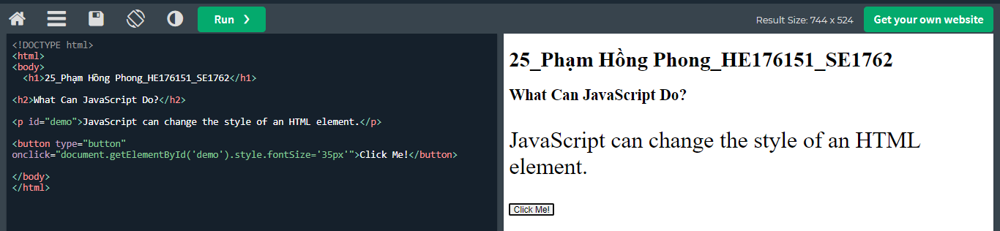 Run ❯
Result Size: 744 x 524
Get your own website
<!DOCTYPE html>
<html>
<body>
<h1>25_Phạm Hồng Phong_HE176151_SE1762</h1>
<h2>What Can JavaScript Do?</h2>
<p id="demo">JavaScript can change the style of an HTML element.</p>
<button type="button"
onclick="document.getElementById('demo').style.fontSize='35px'">Click Me!</button>
</body>
</html>
25_Phạm Hồng Phong_HE176151_SE1762
What Can JavaScript Do?
JavaScript can change the style of an HTML
element.
Click Me!